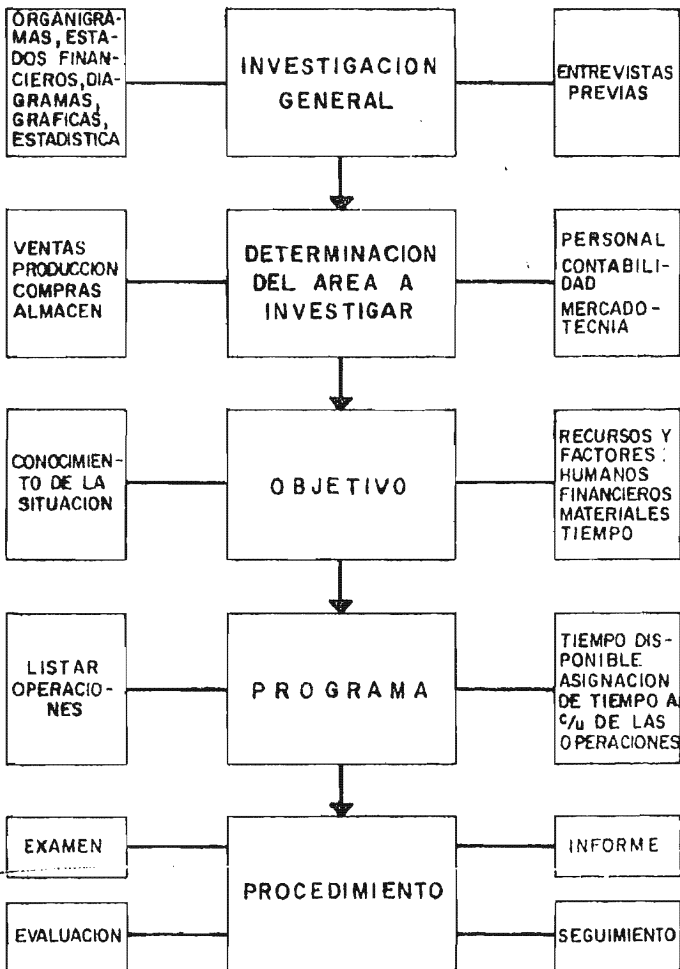 ORGANIGRA-
MAS, ESTA-
DOS FINAN-
CIEROS, DIA-
GRAMAS,
GRAFICAS,
ESTADISTICA
INVESTIGACION
GENERAL
ENTREVISTAS
PREVIAS
VENTAS
PRODUCCION
COMPRAS
ALMACEN
DETERMINACION
DEL AREA A
INVESTIGAR
PERSONAL
CONTABILI-
DAD
MERCADO-
TECNIA
CONOCIMIEN-
TO DE LA
SITUACION
OBJETIVO
RECURSOS Y
FACTORES:
HUMANOS
FINANCIEROS
MATERIALES
TIEMPO
LISTAR
OPERACIO-
NES
PROGRAMA
TIEMPO DIS-
PONIBLE
ASIGNACION
DE TIEMPO A
c/u DE LAS
OPERACIONES
EXAMEN
PROCEDIMIENTO
INFORME
EVALUACION
SEGUIMIENTO